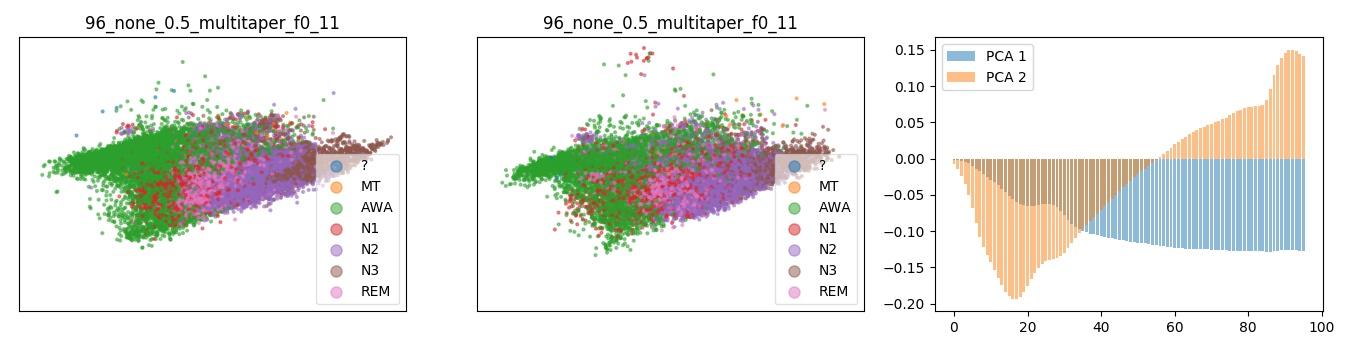 96_none_0.5_multitaper_f0_11
?
MT
AWA
N1
N2
N3
REM
96_none_0.5_multitaper_f0_11
?
MT
AWA
N1
N2
N3
REM
PCA 1
PCA 2
0.15
0.10
0.05
0.00
−0.05
−0.10
−0.15
−0.20
0 20 40 60 80 100